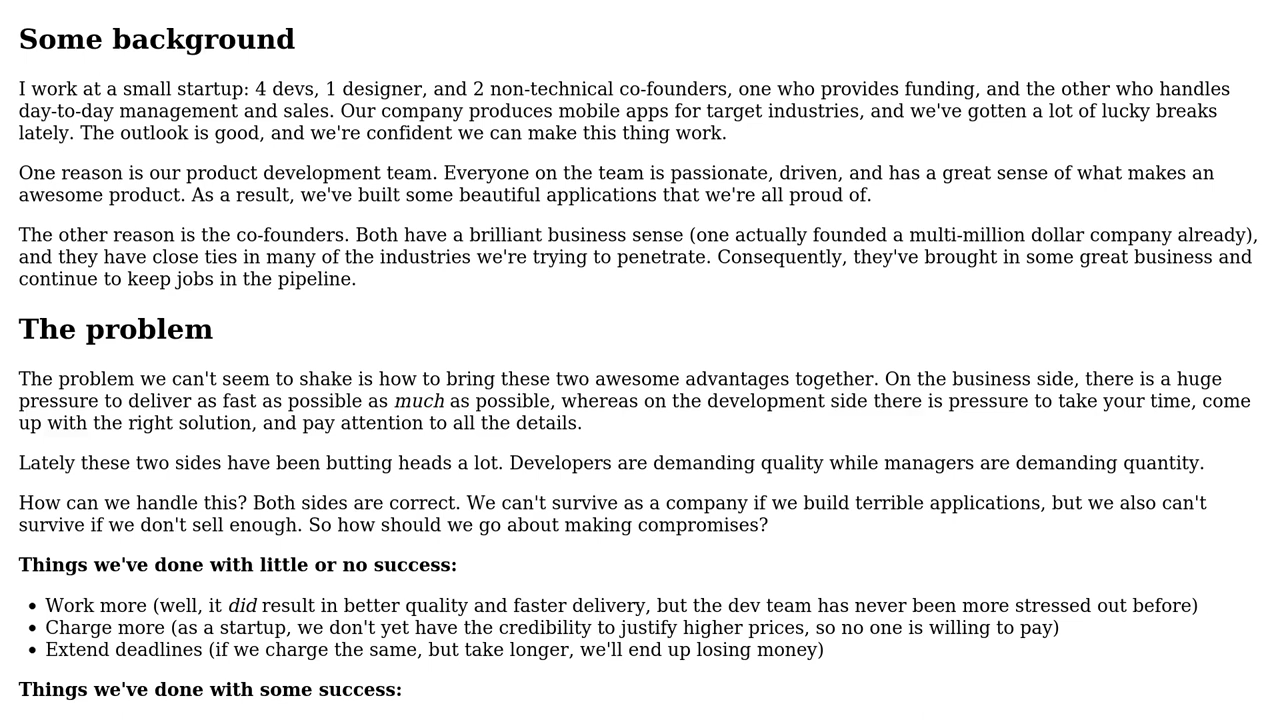 Some background
I work at a small startup: 4 devs, 1 designer, and 2 non-technical co-founders, one who provides funding, and the other who handles
day-to-day management and sales. Our company produces mobile apps for target industries, and we've gotten a lot of lucky breaks
lately. The outlook is good, and we're confident we can make this thing work.
One reason is our product development team. Everyone on the team is passionate, driven, and has a great sense of what makes an
awesome product. As a result, we've built some beautiful applications that we're all proud of.
The other reason is the co-founders. Both have a brilliant business sense (one actually founded a multi-million dollar company already),
and they have close ties in many of the industries we're trying to penetrate. Consequently, they've brought in some great business and
continue to keep jobs in the pipeline.
The problem
The problem we can't seem to shake is how to bring these two awesome advantages together. On the business side, there is a huge
pressure to deliver as fast as possible as much as possible, whereas on the development side there is pressure to take your time, come
up with the right solution, and pay attention to all the details.
Lately these two sides have been butting heads a lot. Developers are demanding quality while managers are demanding quantity.
How can we handle this? Both sides are correct. We can't survive as a company if we build terrible applications, but we also can't
survive if we don't sell enough. So how should we go about making compromises?
Things we've done with little or no success:
• Work more (well, it did result in better quality and faster delivery, but the dev team has never been more stressed out before)
• Charge more (as a startup, we don't yet have the credibility to justify higher prices, so no one is willing to pay)
• Extend deadlines (if we charge the same, but take longer, we'll end up losing money)
Things we've done with some success: